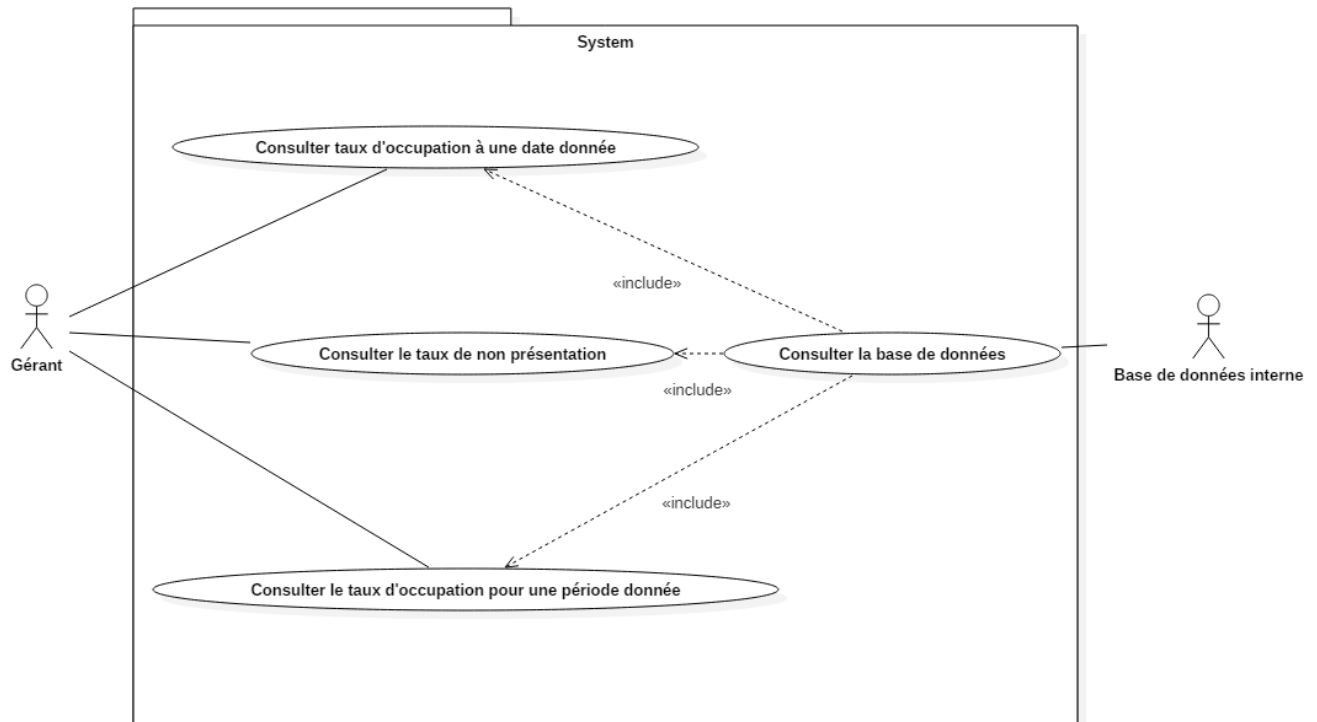 System
Consulter taux d'occupation à une date donnée
«include»
Consulter le taux de non présentation
Consulter la base de données
Gérant
Base de données interne
«include»
«include»
Consulter le taux d'occupation pour une période donnée